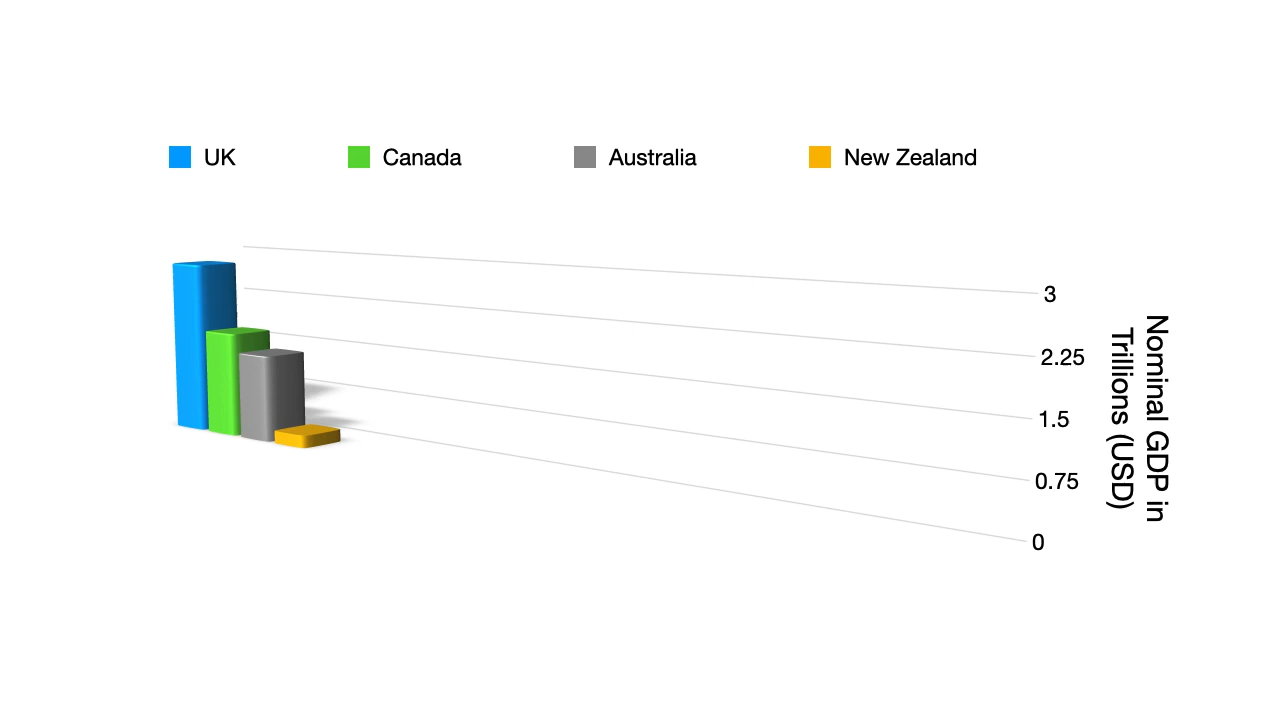 UK
Canada
Australia
New Zealand
3
2.25
1.5
0.75
0
Nominal GDP in
Trillions (USD)